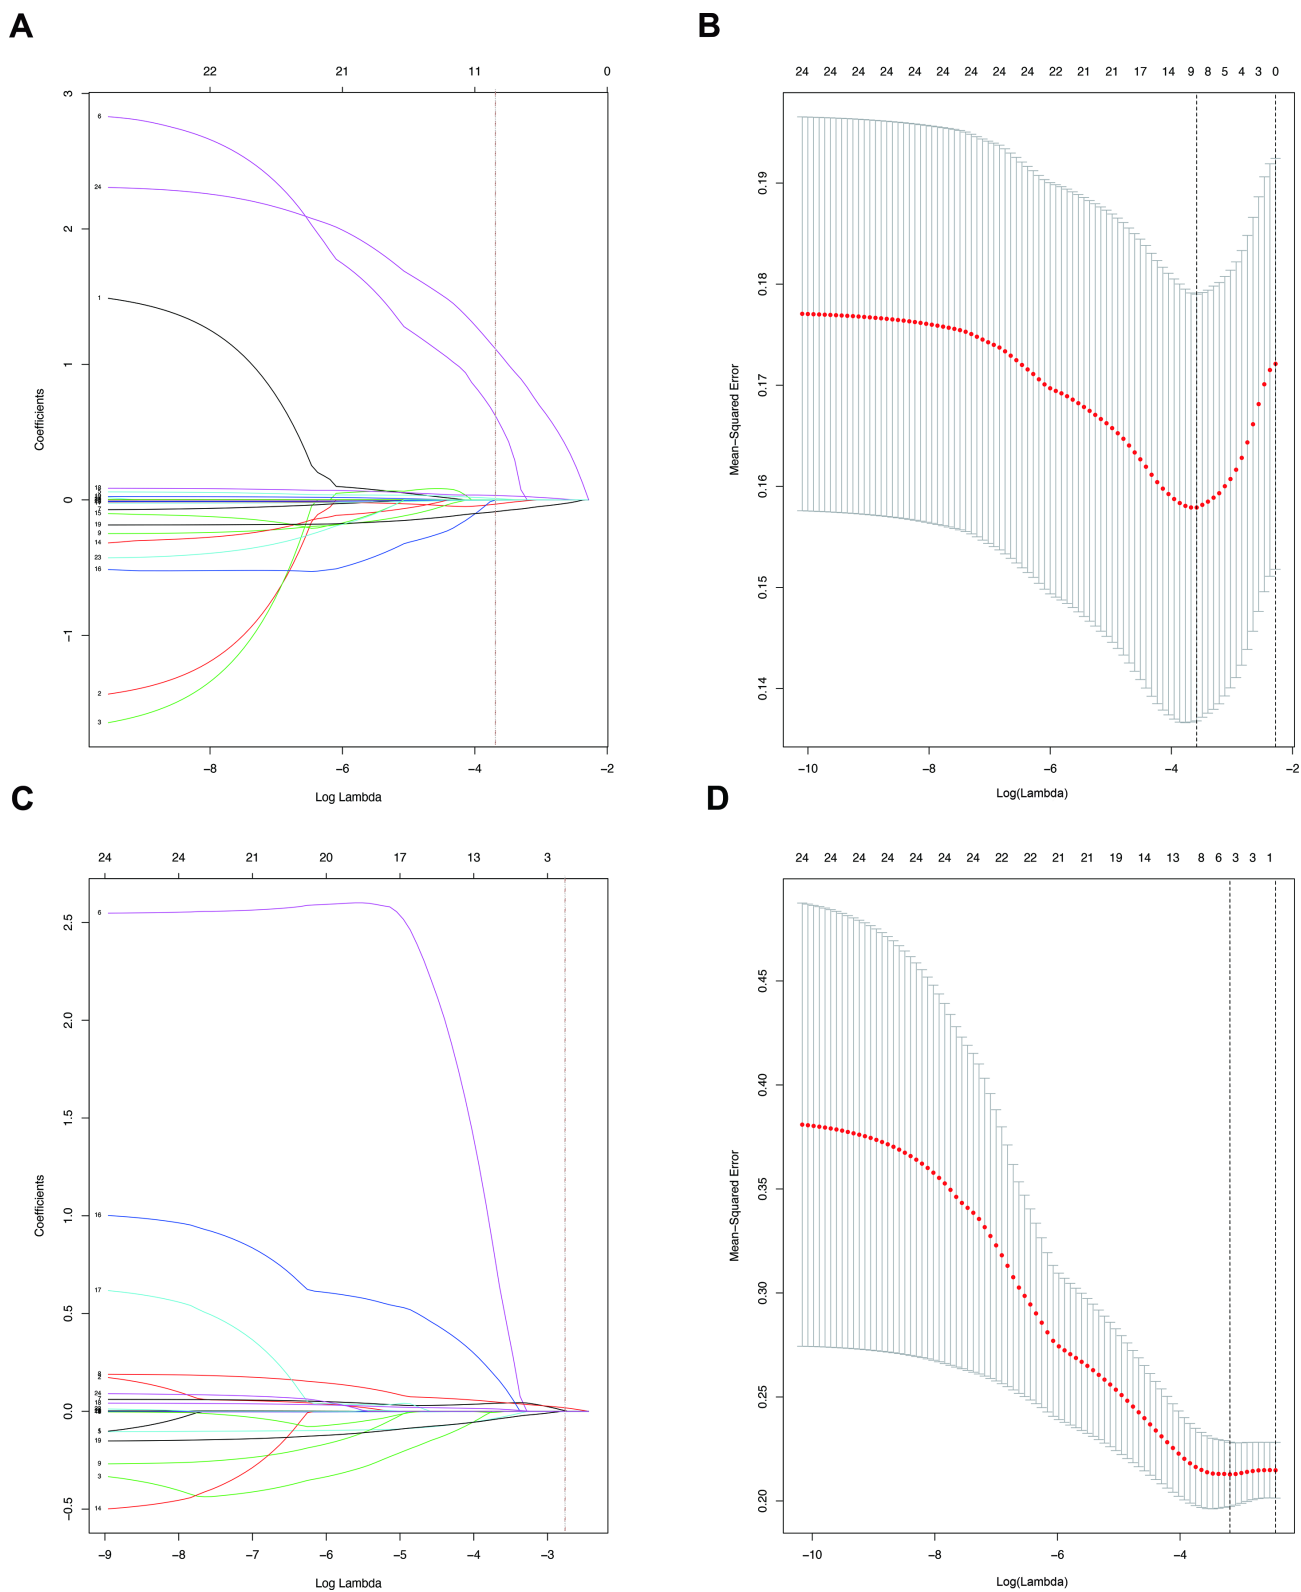 A
22 21 11 0
3
2
1
0
−1
Coefficients
6
24
1
18
7
15
19
9
14
23
16
2
3
−8 −6 −4 −2
Log Lambda
B
24 24 24 24 24 24 24 24 24 22 21 21 17 14 9 8 5 4 3 0
0.19
0.18
0.17
0.16
0.15
0.14
Mean−Squared Error
−10 −8 −6 −4 −2
Log(Lambda)
C
24 24 21 20 17 13 3
2.5
2.0
1.5
1.0
0.5
0.0
−0.5
Coefficients
6
16
17
8
2
24
18
5
19
9
3
14
−9 −8 −7 −6 −5 −4 −3
Log Lambda
D
24 24 24 24 24 24 24 22 22 21 21 19 14 13 8 6 3 3 1
0.45
0.40
0.35
0.30
0.25
0.20
Mean−Squared Error
−10 −8 −6 −4
Log(Lambda)